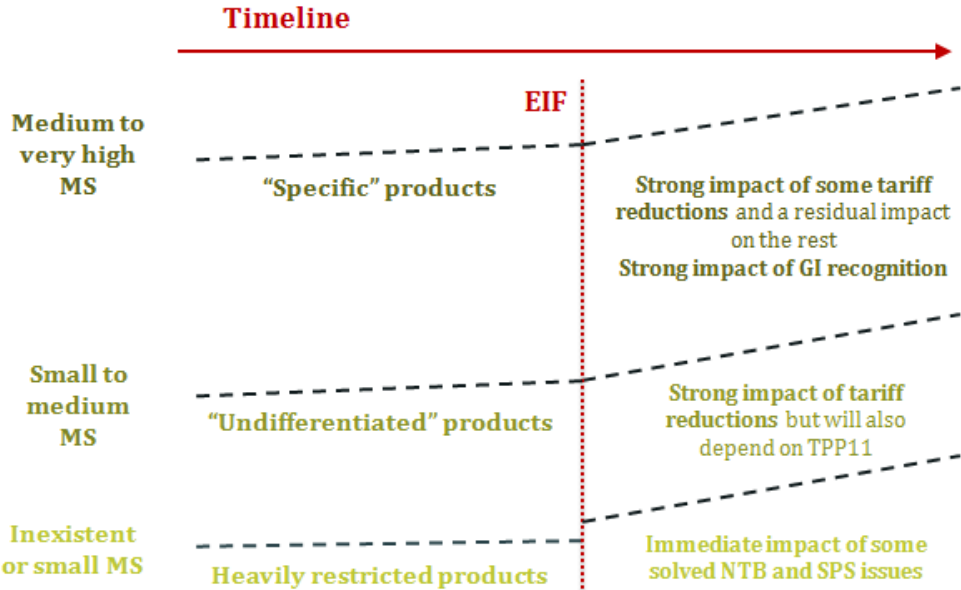 Timeline
EIF
Medium to
very high
MS
“Specific” products
Strong impact of some tariff
reductions and a residual impact
on the rest
Strong impact of GI recognition
Small to
medium
MS
“Undifferentiated” products
Strong impact of tariff
reductions but will also
depend on TPP11
Inexistent
or small MS
Heavily restricted products
Immediate impact of some
solved NTB and SPS issues